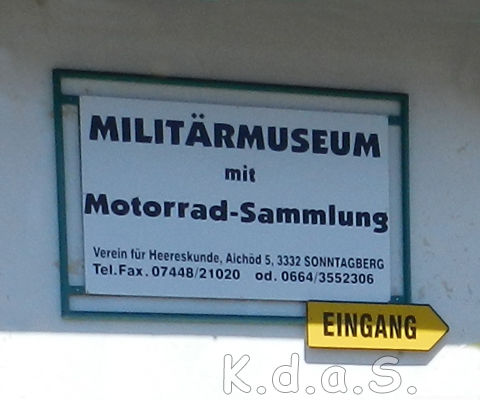 MILITÄRMUSEUM
mit
Motorrad-Sammlung
Verein für Heereskunde, Aichöd 5, 3332 SONNTAGBERG
Tel.Fax. 07448/21020 od. 0664/3552306
EINGANG
K.d.a.S.